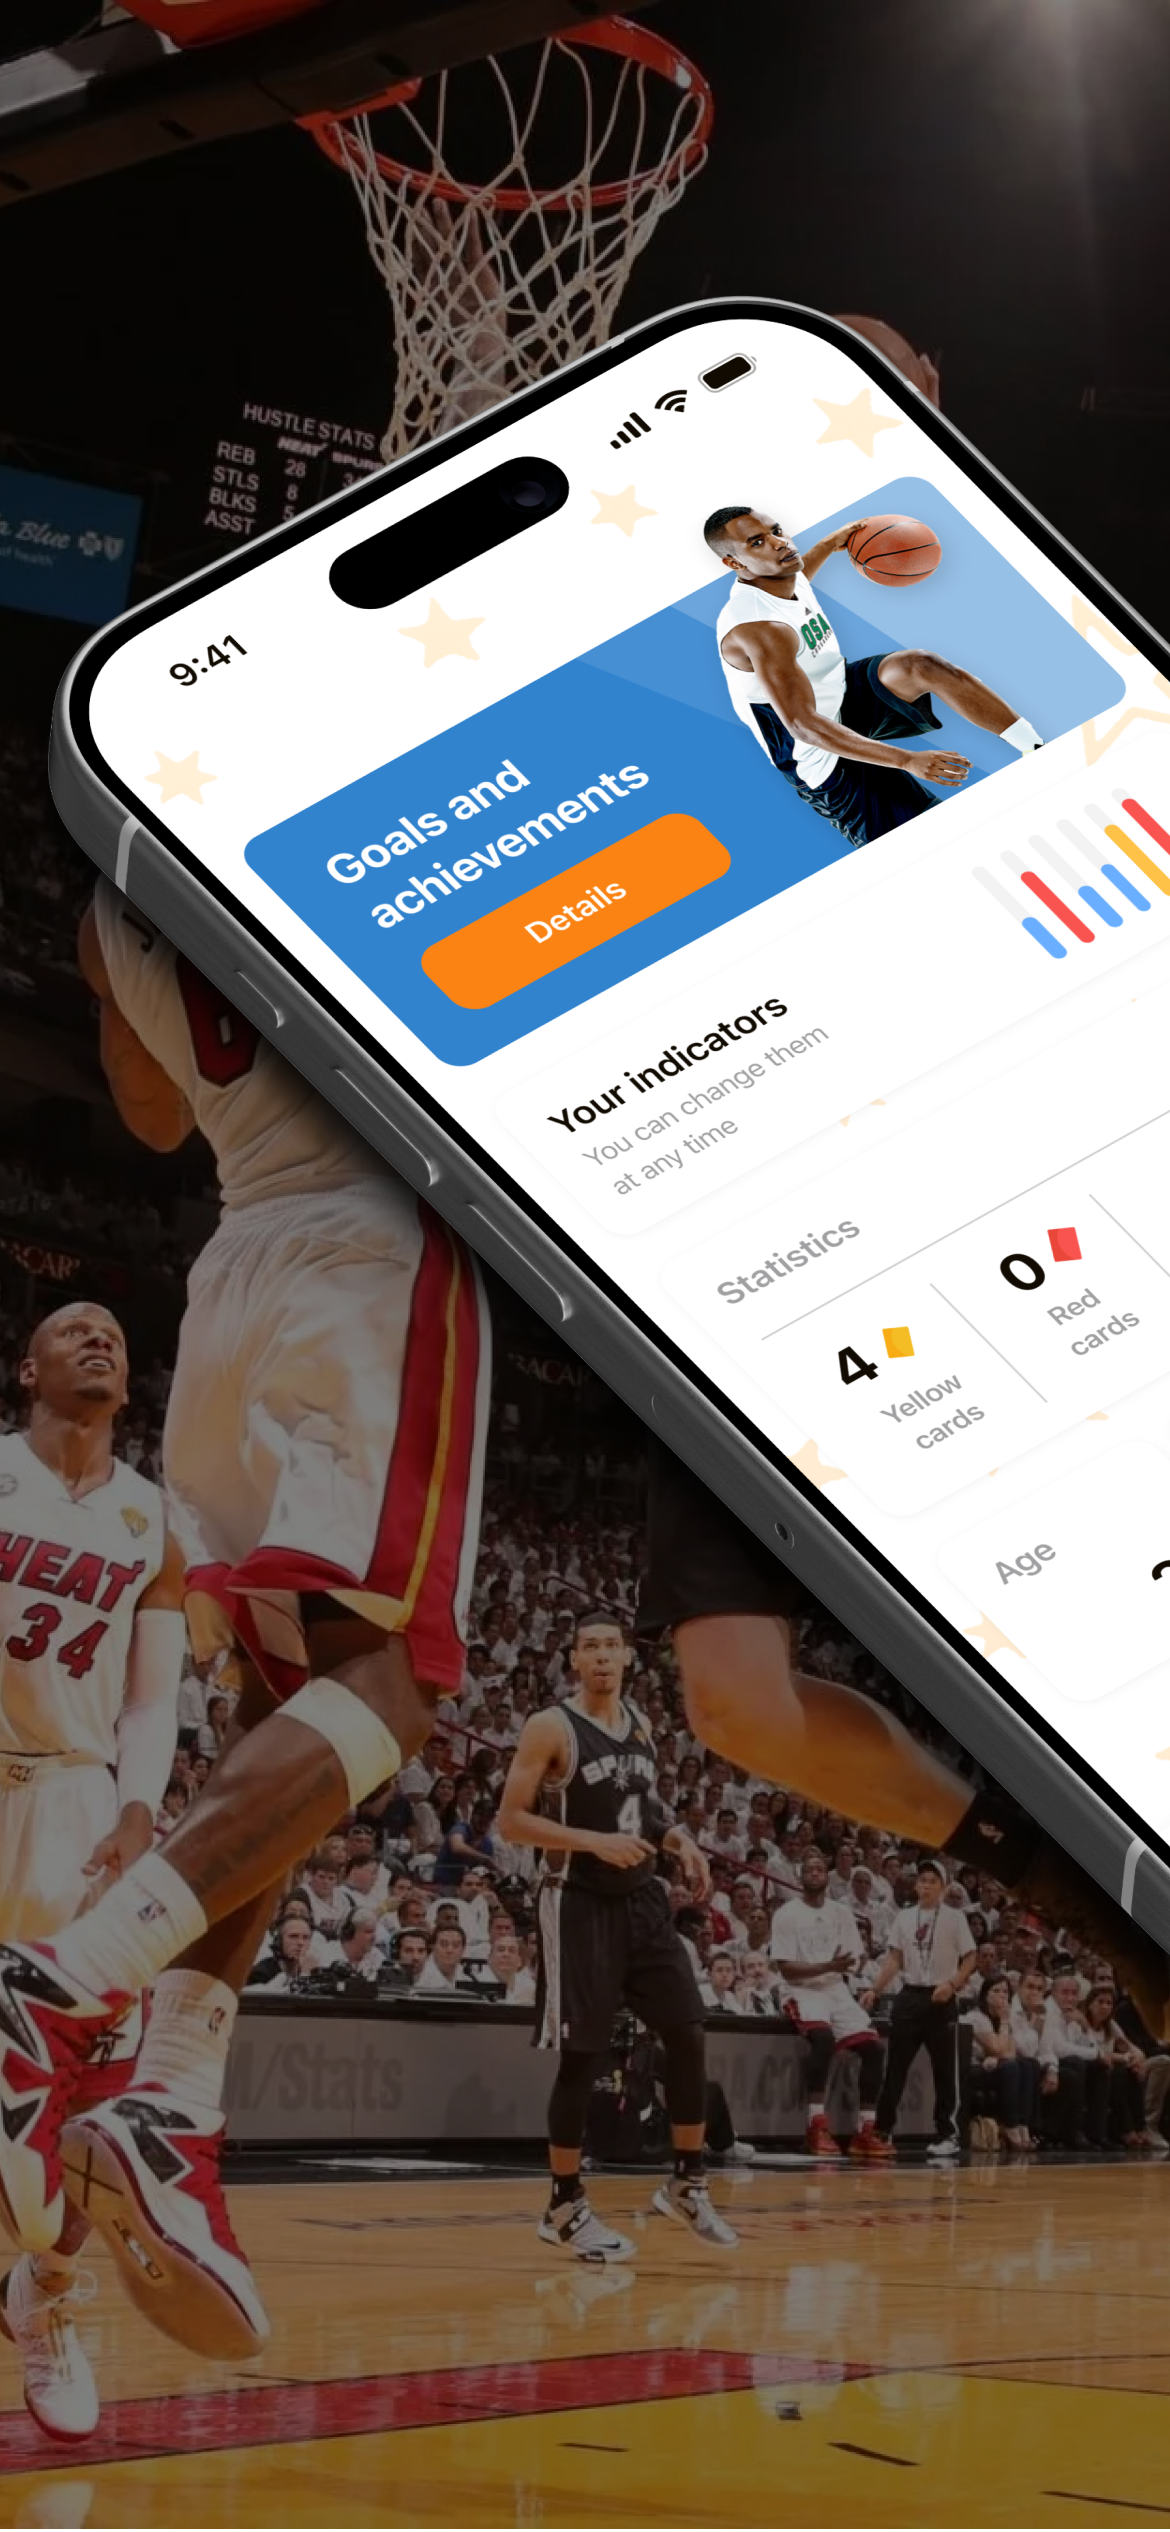 HUSTLE STATS
HEAT SPURS
REB 28
STLS 8
BLKS 5
ASST
Blue
9:41
Goals and
achievements
Details
Your indicators
You can change them
at any time
Statistics
4
Yellow
cards
0
Red
cards
Age
HEAT
34
SPURS
4
/Stats